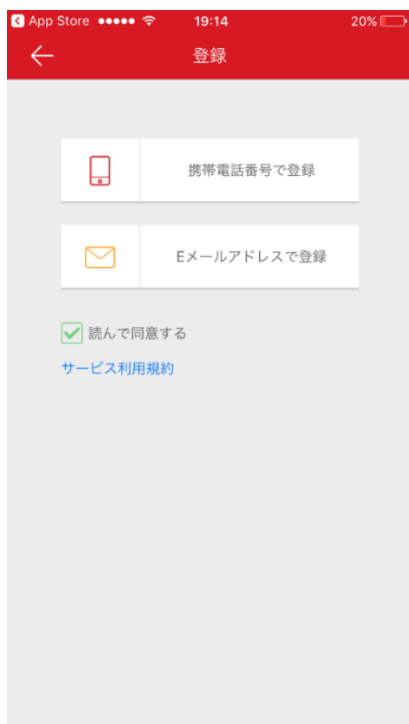 App Store 19:14 20%
登録
携帯電話番号で登録
Eメールアドレスで登録
読んで同意する
サービス利用規約